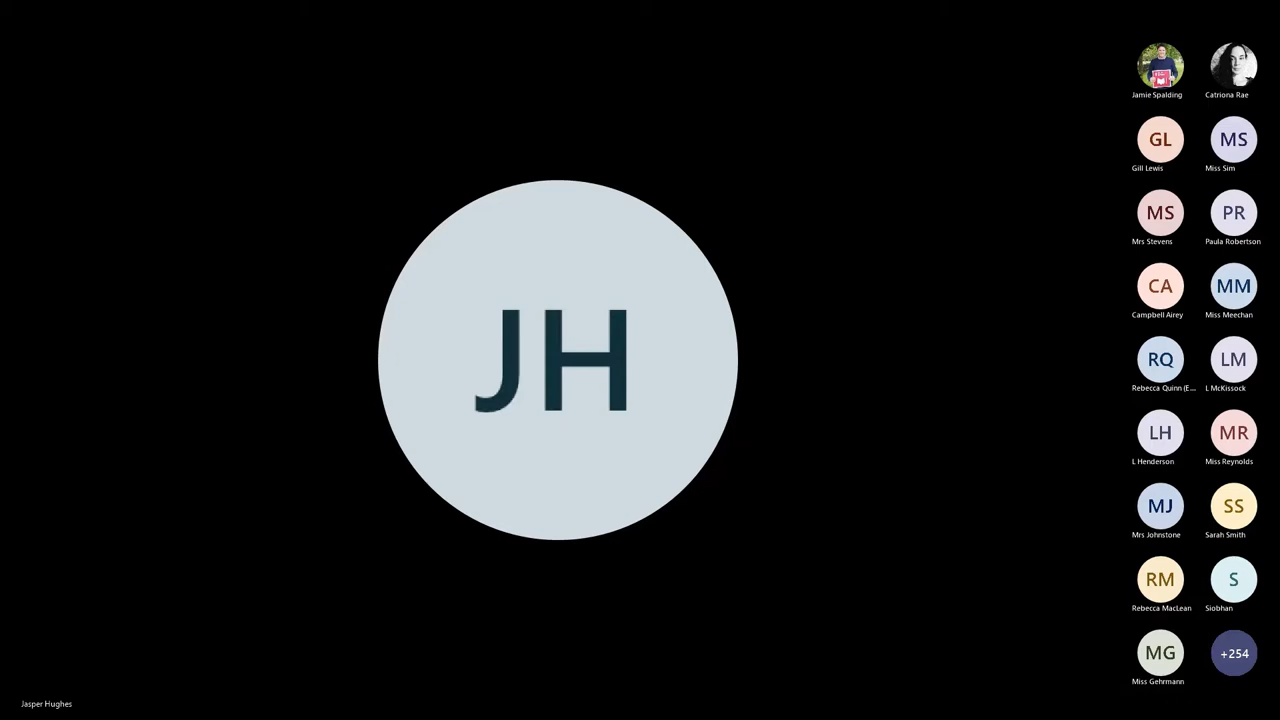 JH
Jasper Hughes
Jamie Spalding
Catriona Rae
GL
Gill Lewis
MS
Miss Sim
MS
Mrs Stevens
PR
Paula Robertson
CA
Campbell Airey
MM
Miss Meechan
RQ
Rebecca Quinn (E...
LM
L McKissock
LH
L Henderson
MR
Miss Reynolds
MJ
Mrs Johnstone
SS
Sarah Smith
RM
Rebecca MacLean
S
Siobhan
MG
Miss Gehrmann
+254